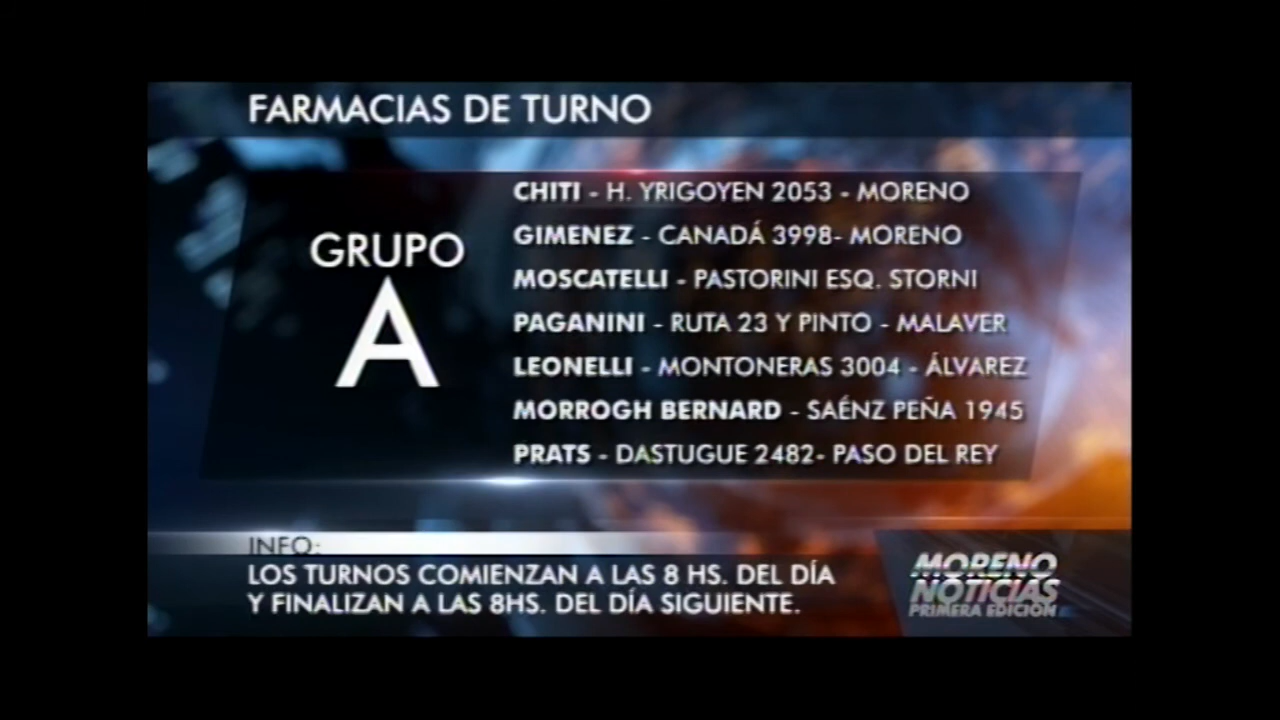 FARMACIAS DE TURNO
GRUPO
A
CHITI - H. YRIGOYEN 2053 - MORENO
GIMENEZ - CANADÁ 3998- MORENO
MOSCATELLI - PASTORINI ESQ. STORNI
PAGANINI - RUTA 23 Y PINTO - MALAVER
LEONELLI - MONTONERAS 3004 - ÁLVAREZ
MORROGH BERNARD - SAÉNZ PEÑA 1945
PRATS - DASTUGUE 2482- PASO DEL REY
INFO:
LOS TURNOS COMIENZAN A LAS 8 HS. DEL DÍA
Y FINALIZAN A LAS 8HS. DEL DÍA SIGUIENTE.
MORENO
NOTICIAS
PRIMERA EDICIÓN